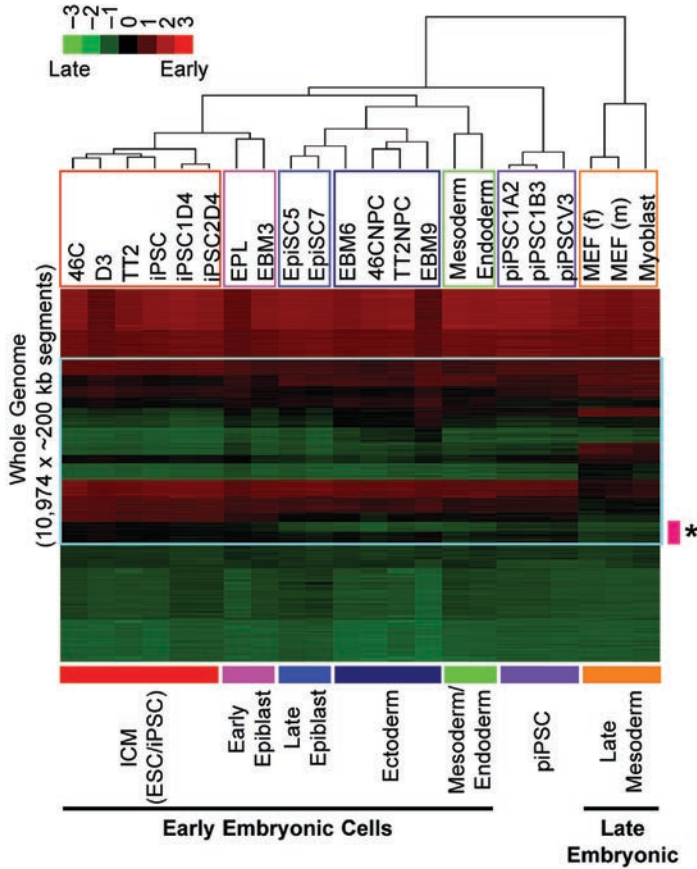 −3
−2
−1
0
1
2
3
Late
Early
46C
D3
TT2
iPSC
iPSC1D4
iPSC2D4
EPL
EBM3
EpiSC5
EpiSC7
EBM6
46CNPC
TT2NPC
EBM9
Mesoderm
Endoderm
piPSC1A2
piPSC1B3
piPSCV3
MEF (f)
MEF (m)
Myoblast
Whole Genome
(10,974 x ~200 kb segments)
*
ICM
(ESC/iPSC)
Early
Epiblast
Late
Epiblast
Ectoderm
Mesoderm/
Endoderm
piPSC
Late
Mesoderm
Early Embryonic Cells
Late
Embryonic